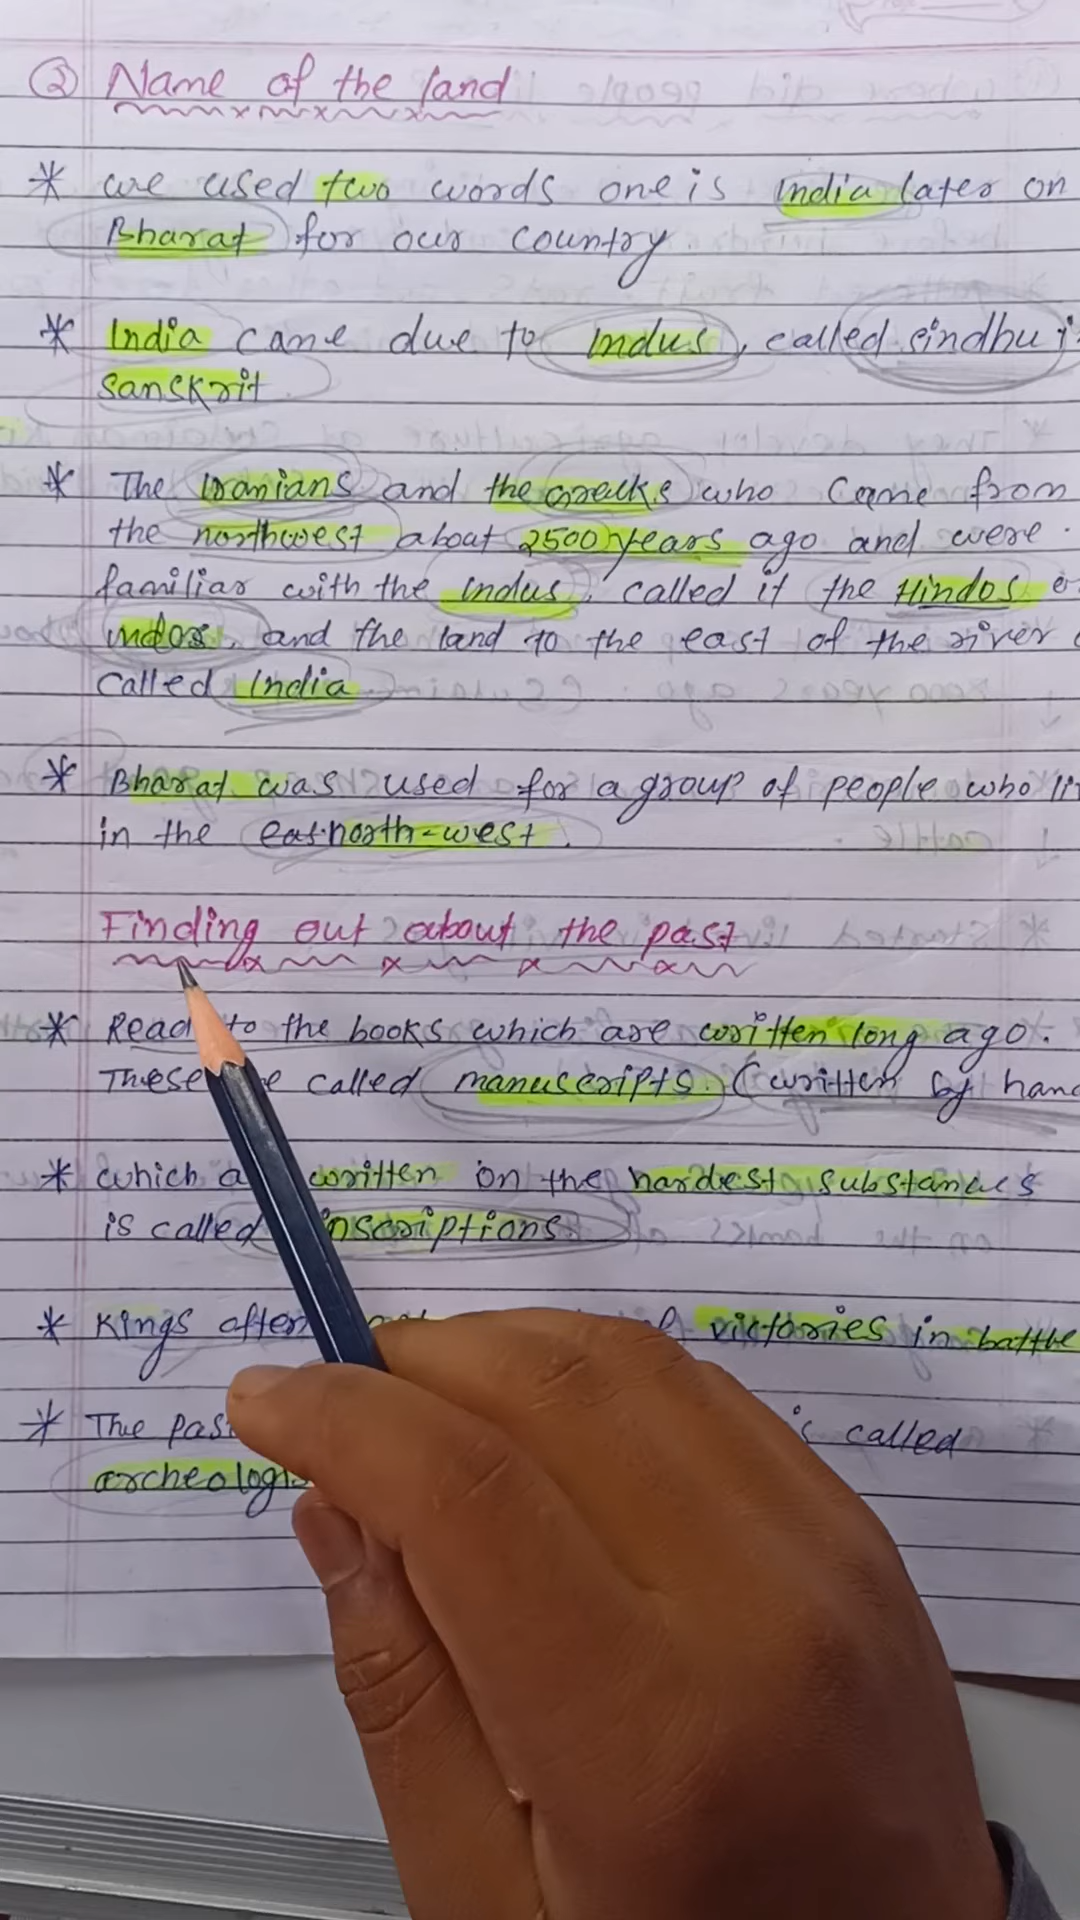 ② Name of the land
* we used two words one is India later on
Bharat for our country.
* India came due to Indus, called sindhu
Sanskrit.
* The Iranians and the Greeks who came from
the northwest about 2500 years ago and were
familiar with the Indus, called it the Hindos
Indos, and the land to the east of the river
called India.
* Bharat was used for a group of people who
in the north-west.
Finding out about the past
* Read to the books which are written long ago.
These called manuscripts. (written by hand
* which written on the hardest substances
is called inscriptions.
* Kings victories in battle
* The called